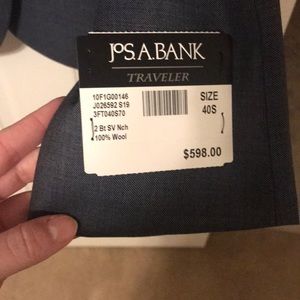 JOS. A. BANK
TRAVELER
10F1G00146
J026592 S19
3FT040S70
SIZE
40S
2 Bt SV Nch
100% Wool
$598.00